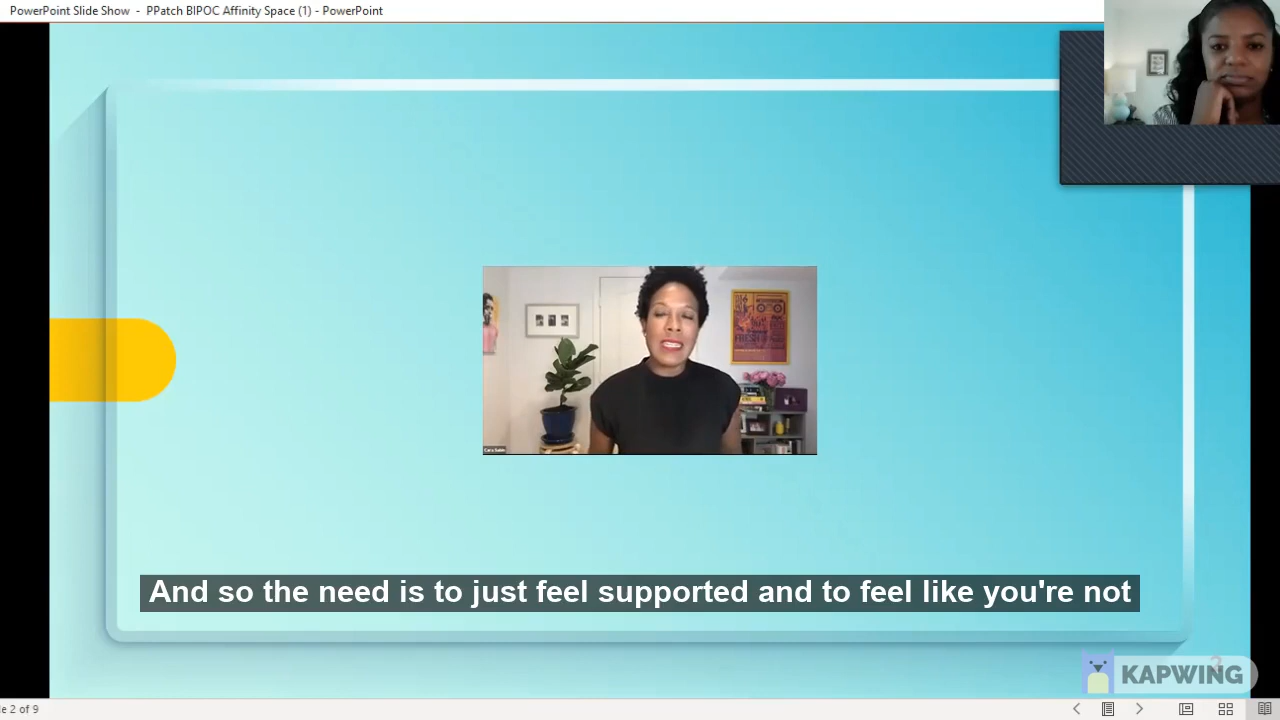 PowerPoint Slide Show - PPatch BIPOC Affinity Space (1) - PowerPoint
And so the need is to just feel supported and to feel like you're not
KAPWING
le 2 of 9